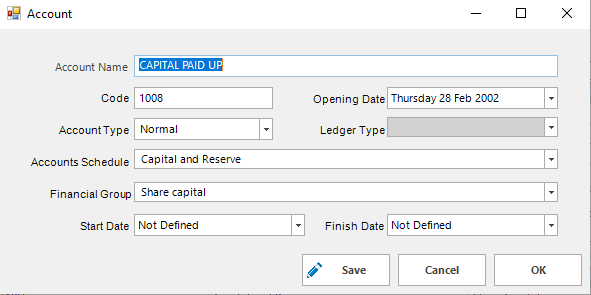 Account
Account Name CAPITAL PAID UP
Code 1008 Opening Date Thursday 28 Feb 2002
Account Type Normal Ledger Type
Accounts Schedule Capital and Reserve
Financial Group Share capital
Start Date Not Defined Finish Date Not Defined
Save Cancel OK